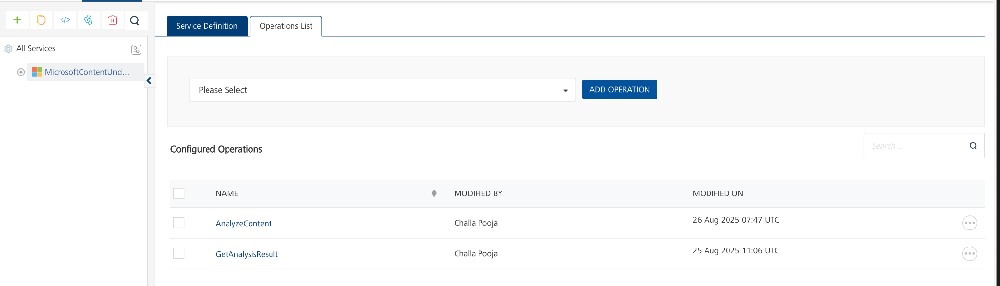 Service Definition
Operations List
All Services
MicrosoftContentUnd...
Please Select
ADD OPERATION
Configured Operations
Search...
NAME MODIFIED BY MODIFIED ON
AnalyzeContent Challa Pooja 26 Aug 2025 07:47 UTC
GetAnalysisResult Challa Pooja 25 Aug 2025 11:06 UTC